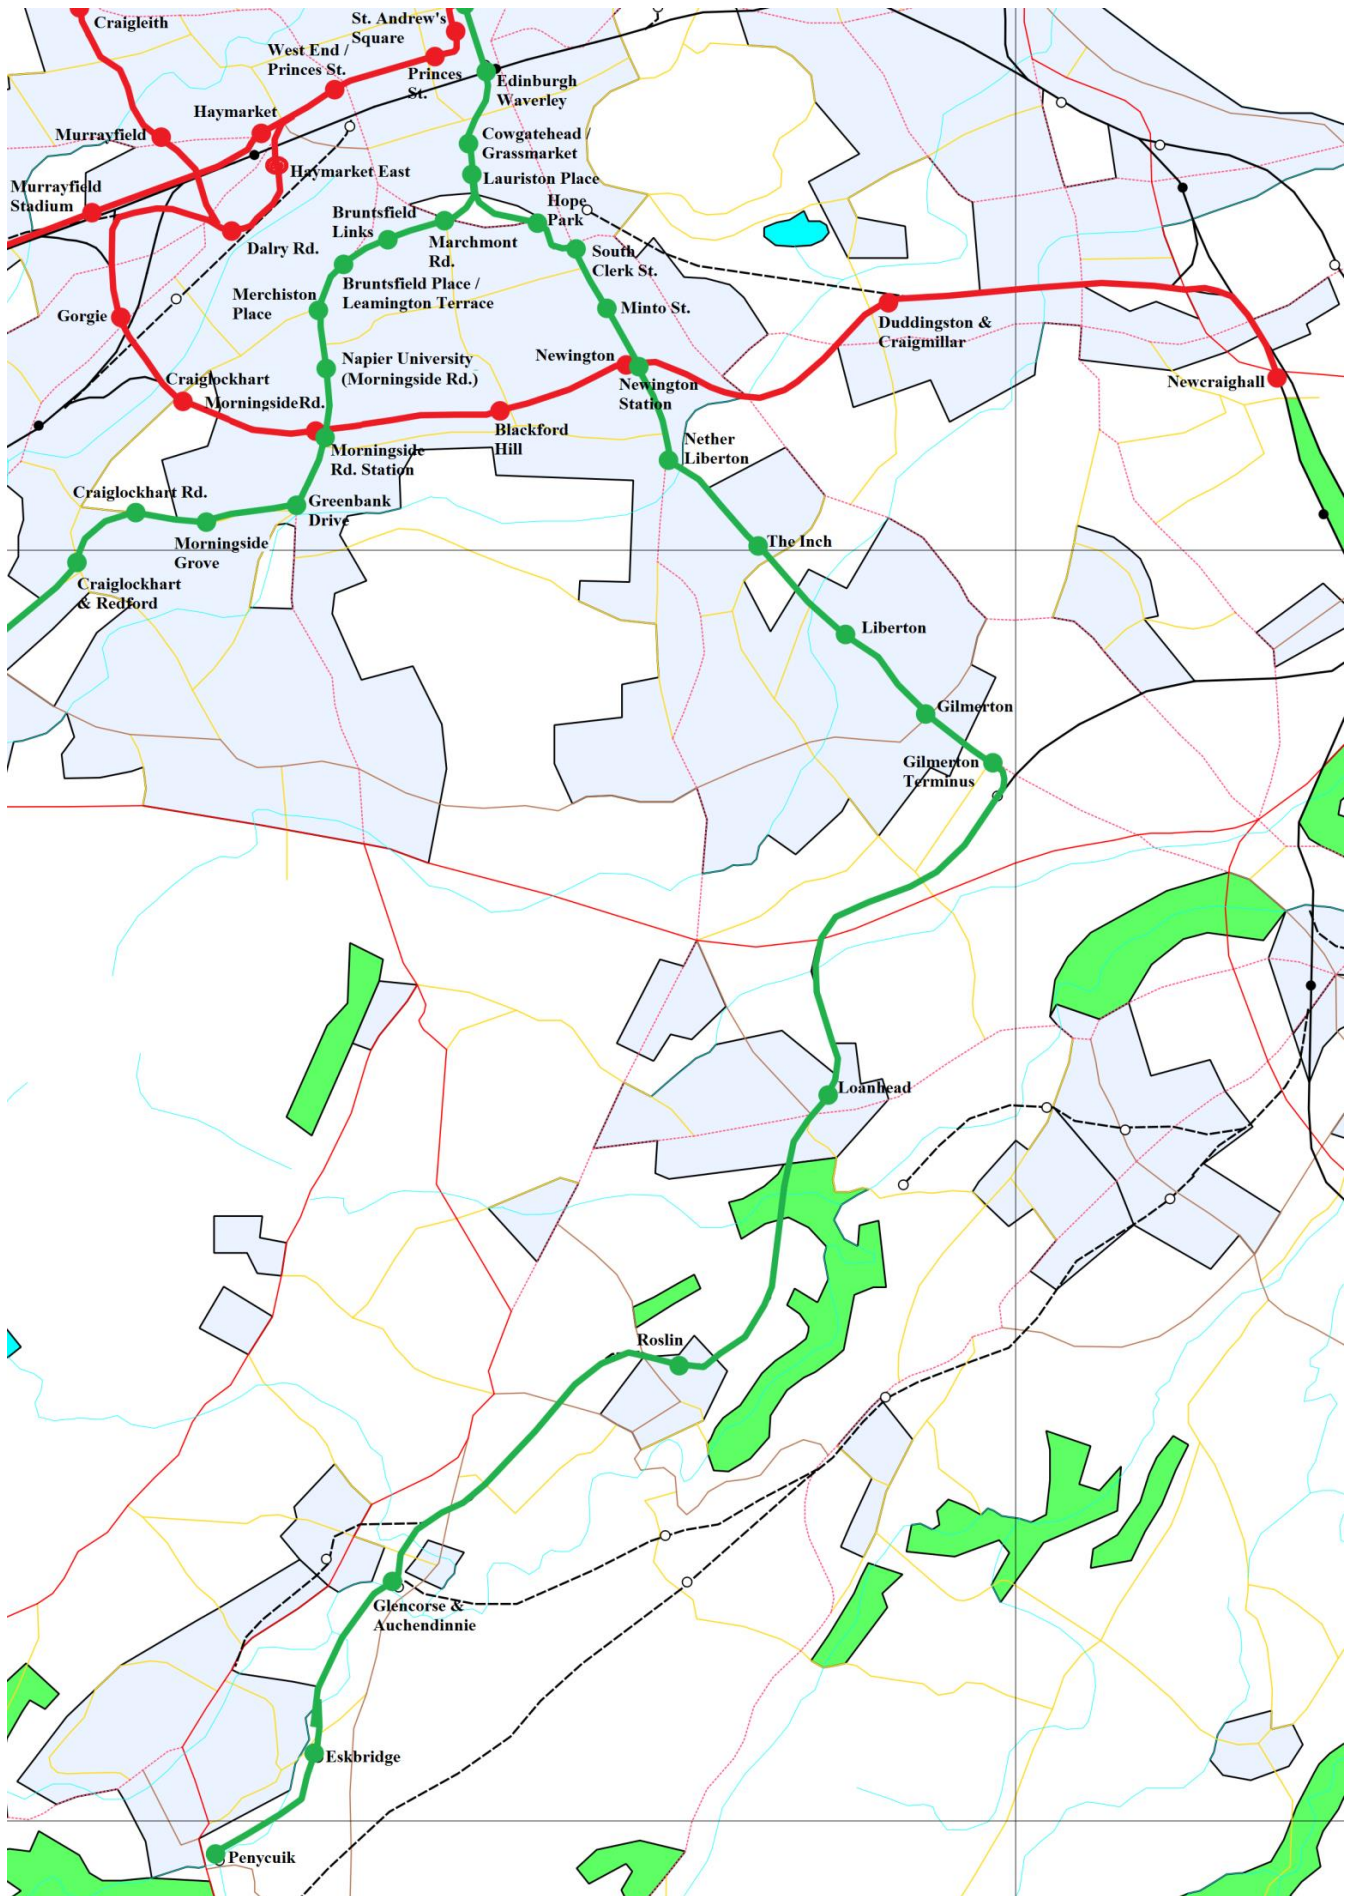 Craigleith
St. Andrew's
Square
West End /
Princes St.
Princes
St.
Edinburgh
Waverley
Haymarket
Murrayfield
Cowgatehead /
Grassmarket
Haymarket East
Lauriston Place
Murrayfield
Stadium
Bruntsfield
Links
Hope
Park
Marchmont
Rd.
Dalry Rd.
South
Clerk St.
Bruntsfield Place /
Leamington Terrace
Merchiston
Place
Minto St.
Gorgie
Duddingston &
Craigmillar
Napier University
(Morningside Rd.)
Newington
Newington
Station
Newcraighall
Craiglockhart
MorningsideRd.
Blackford
Hill
Morningside
Rd. Station
Nether
Liberton
Craiglockhart Rd.
Greenbank
Drive
Morningside
Grove
The Inch
Craiglockhart
& Redford
Liberton
Gilmerton
Gilmerton
Terminus
Loanhead
Roslin
Glencorse &
Auchendinnie
Eskbridge
Penycuik